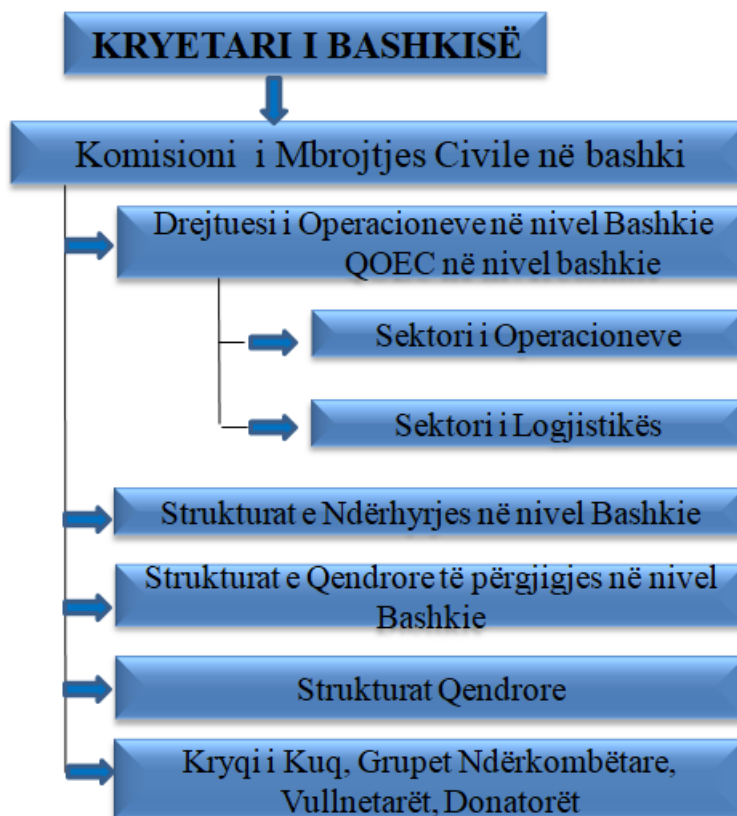 KRYETARI I BASHKISË
Komisioni i Mbrojtjes Civile në bashki
Drejtuesi i Operacioneve në nivel Bashkie
QOEC në nivel bashkie
Sektori i Operacioneve
Sektori i Logjistikës
Strukturat e Ndërhyrjes në nivel Bashkie
Strukturat e Qendrore të përgjigjes në nivel
Bashkie
Strukturat Qendrore
Kryqi i Kuq, Grupet Ndërkombëtare,
Vullnetarët, Donatorët